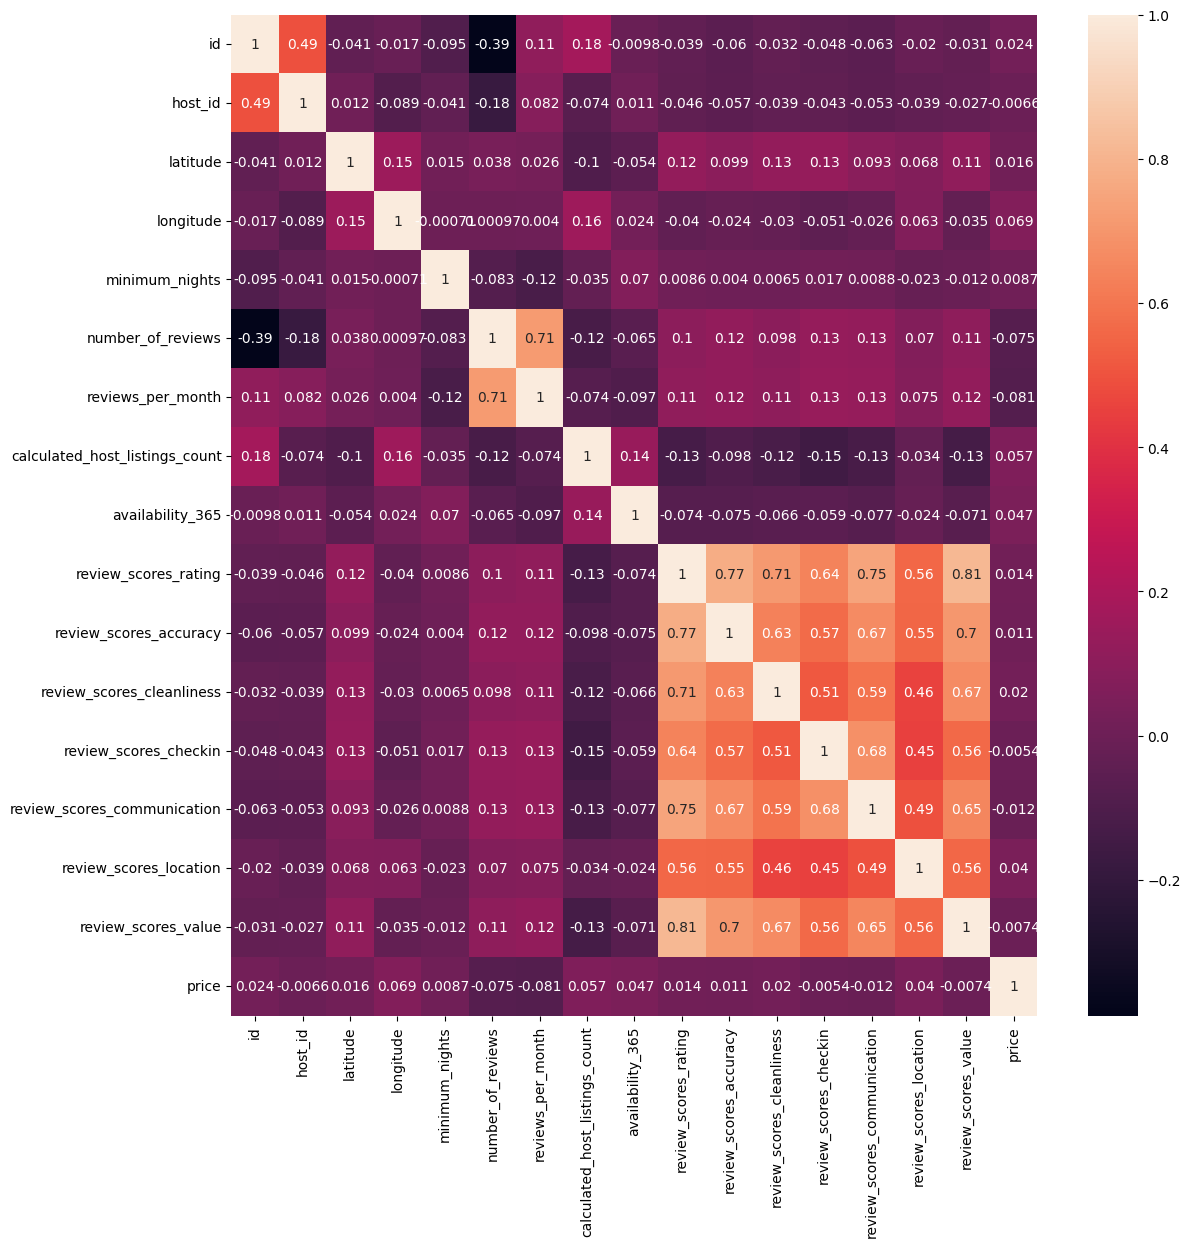 id 1 0.49 -0.041 -0.017 -0.095 -0.39 0.11 0.18 -0.0098 -0.039 -0.06 -0.032 -0.048 -0.063 -0.02 -0.031 0.024
host_id 0.49 1 0.012 -0.089 -0.041 -0.18 0.082 -0.074 0.011 -0.046 -0.057 -0.039 -0.043 -0.053 -0.039 -0.027 -0.0066
latitude -0.041 0.012 1 0.15 0.015 0.038 0.026 -0.1 -0.054 0.12 0.099 0.13 0.13 0.093 0.068 0.11 0.016
longitude -0.017 -0.089 0.15 1 -0.00071 0.00097 0.004 0.16 0.024 -0.04 -0.024 -0.03 -0.051 -0.026 0.063 -0.035 0.069
minimum_nights -0.095 -0.041 0.015 -0.00071 1 -0.083 -0.12 -0.035 0.07 0.0086 0.004 0.0065 0.017 0.0088 -0.023 -0.012 0.0087
number_of_reviews -0.39 -0.18 0.038 0.00097 -0.083 1 0.71 -0.12 -0.065 0.1 0.12 0.098 0.13 0.13 0.07 0.11 -0.075
reviews_per_month 0.11 0.082 0.026 0.004 -0.12 0.71 1 -0.074 -0.097 0.11 0.12 0.11 0.13 0.13 0.075 0.12 -0.081
calculated_host_listings_count 0.18 -0.074 -0.1 0.16 -0.035 -0.12 -0.074 1 0.14 -0.13 -0.098 -0.12 -0.15 -0.13 -0.034 -0.13 0.057
availability_365 -0.0098 0.011 -0.054 0.024 0.07 -0.065 -0.097 0.14 1 -0.074 -0.075 -0.066 -0.059 -0.077 -0.024 -0.071 0.047
review_scores_rating -0.039 -0.046 0.12 -0.04 0.0086 0.1 0.11 -0.13 -0.074 1 0.77 0.71 0.64 0.75 0.56 0.81 0.014
review_scores_accuracy -0.06 -0.057 0.099 -0.024 0.004 0.12 0.12 -0.098 -0.075 0.77 1 0.63 0.57 0.67 0.55 0.7 0.011
review_scores_cleanliness -0.032 -0.039 0.13 -0.03 0.0065 0.098 0.11 -0.12 -0.066 0.71 0.63 1 0.51 0.59 0.46 0.67 0.02
review_scores_checkin -0.048 -0.043 0.13 -0.051 0.017 0.13 0.13 -0.15 -0.059 0.64 0.57 0.51 1 0.68 0.45 0.56 -0.0054
review_scores_communication -0.063 -0.053 0.093 -0.026 0.0088 0.13 0.13 -0.13 -0.077 0.75 0.67 0.59 0.68 1 0.49 0.65 -0.012
review_scores_location -0.02 -0.039 0.068 0.063 -0.023 0.07 0.075 -0.034 -0.024 0.56 0.55 0.46 0.45 0.49 1 0.56 0.04
review_scores_value -0.031 -0.027 0.11 -0.035 -0.012 0.11 0.12 -0.13 -0.071 0.81 0.7 0.67 0.56 0.65 0.56 1 -0.0074
price 0.024 -0.0066 0.016 0.069 0.0087 -0.075 -0.081 0.057 0.047 0.014 0.011 0.02 -0.0054 -0.012 0.04 -0.0074 1
id
host_id
latitude
longitude
minimum_nights
number_of_reviews
reviews_per_month
calculated_host_listings_count
availability_365
review_scores_rating
review_scores_accuracy
review_scores_cleanliness
review_scores_checkin
review_scores_communication
review_scores_location
review_scores_value
price
1.0
0.8
0.6
0.4
0.2
0.0
−0.2